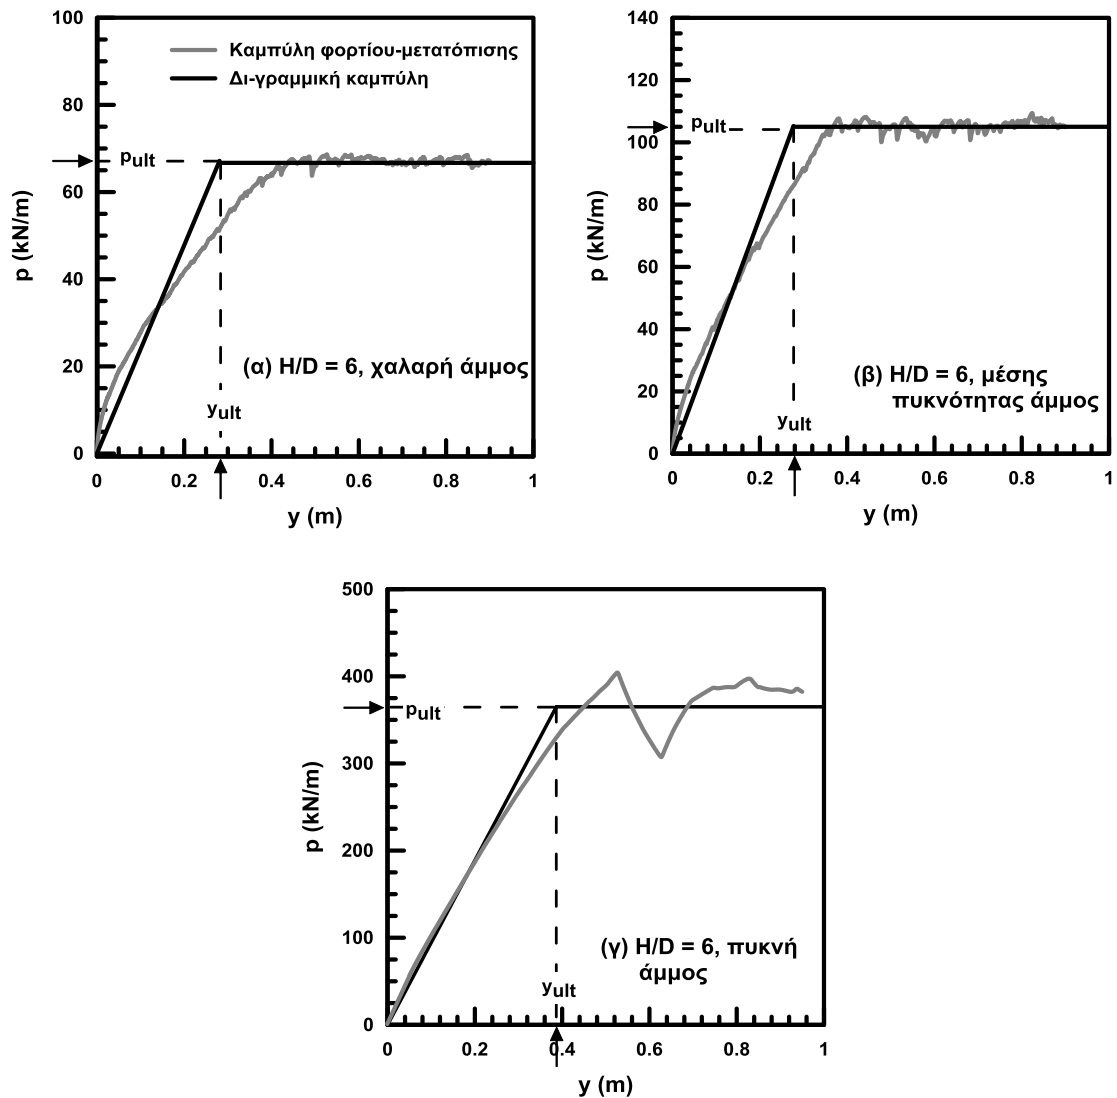 100
80
60
40
20
0
p (kN/m)
Καμπύλη φορτίου-μετατόπισης
Δι-γραμμική καμπύλη
pult
(α) H/D = 6, χαλαρή άμμος
yult
0 0.2 0.4 0.6 0.8 1
y (m)
140
120
100
80
60
40
20
0
p (kN/m)
pult
(β) H/D = 6, μέσης
πυκνότητας άμμος
yult
0 0.2 0.4 0.6 0.8 1
y (m)
500
400
300
200
100
0
p (kN/m)
pult
(γ) H/D = 6, πυκνή
άμμος
yult
0 0.2 0.4 0.6 0.8 1
y (m)